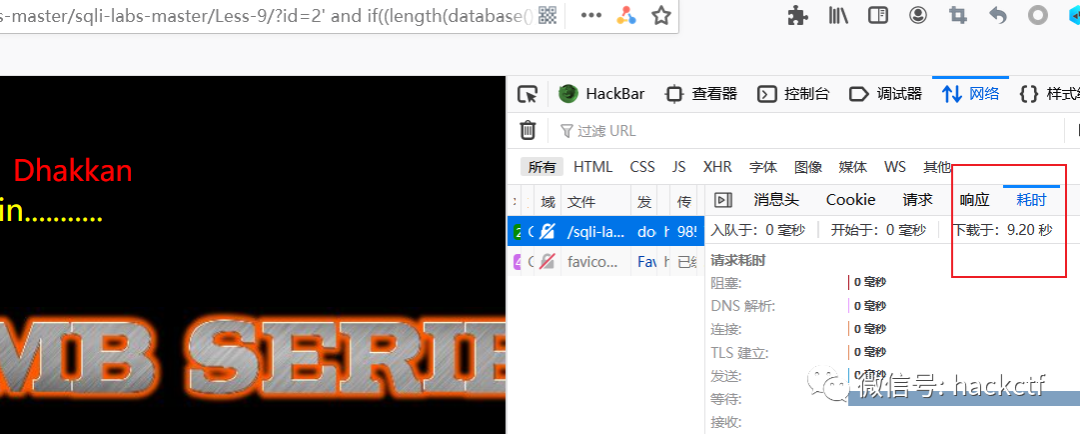 s-master/sqli-labs-master/Less-9/?id=2' and if((length(database()
HackBar 查看器 控制台 调试器 网络 样式
过滤 URL
所有 HTML CSS JS XHR 字体 图像 媒体 WS 其他
Dhakkan
in...........
域 文件 发 传
消息头 Cookie 请求 响应 耗时
/sqli-la... do h 985
入队于: 0 毫秒 开始于: 0 毫秒 下载于: 9.20 秒
favico... Fav h 已
请求耗时
阻塞: 0 毫秒
DNS 解析: 0 毫秒
连接: 0 毫秒
TLS 建立: 0 毫秒
发送: 0 毫秒
等待:
接收:
MB SERIE
微信号: hackctf